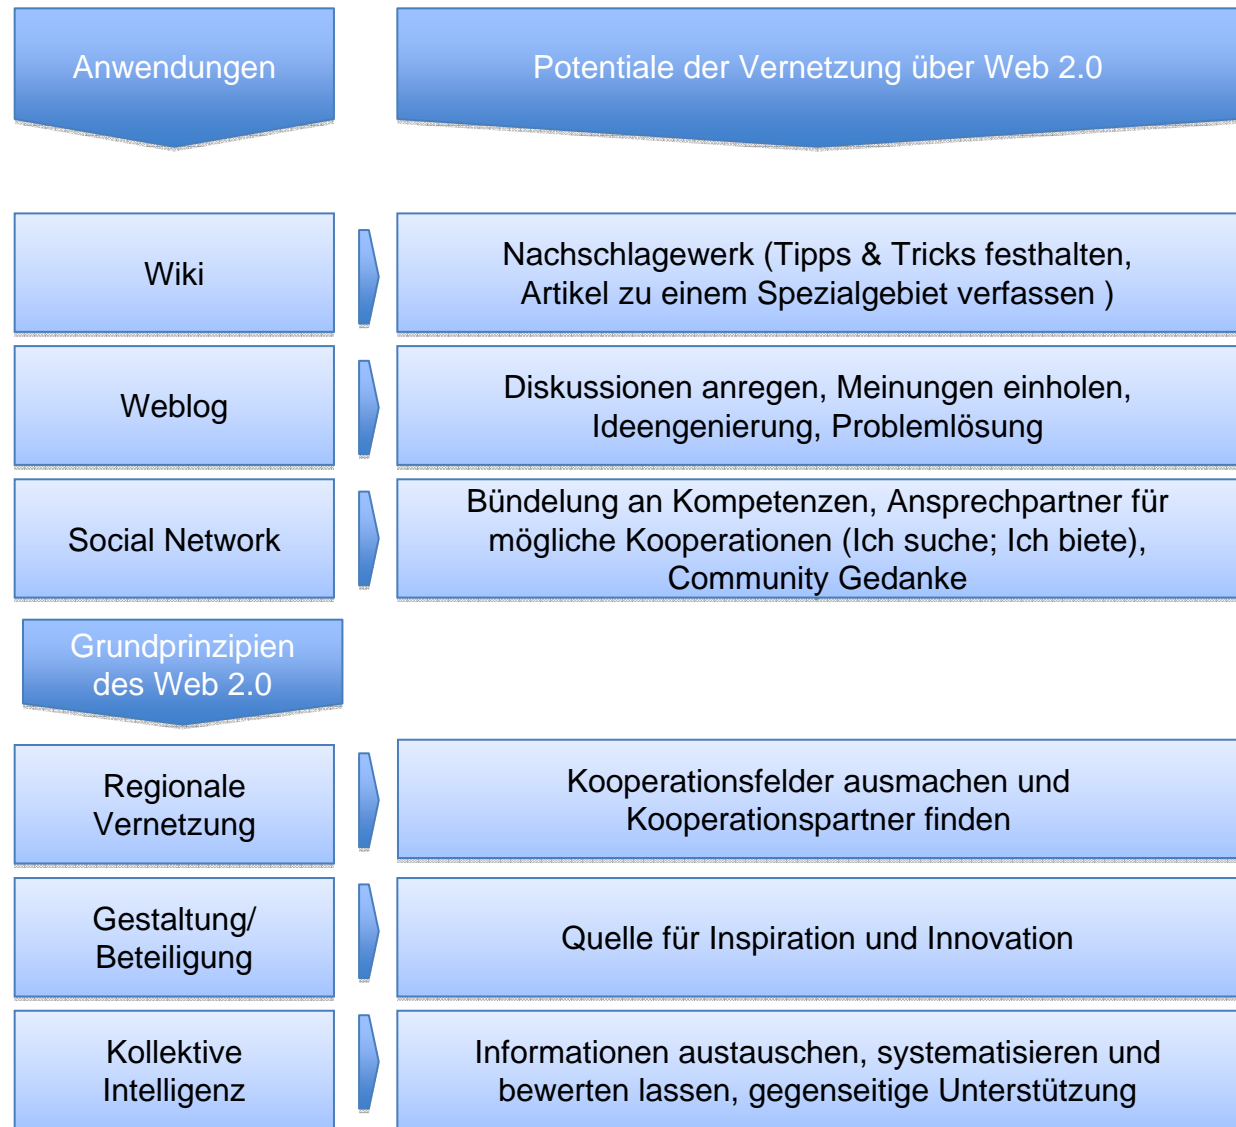 Anwendungen
Potentiale der Vernetzung über Web 2.0
Wiki
Nachschlagewerk (Tipps & Tricks festhalten,
Artikel zu einem Spezialgebiet verfassen )
Weblog
Diskussionen anregen, Meinungen einholen,
Ideengenierung, Problemlösung
Social Network
Bündelung an Kompetenzen, Ansprechpartner für
mögliche Kooperationen (Ich suche; Ich biete),
Community Gedanke
Grundprinzipien
des Web 2.0
Regionale
Vernetzung
Kooperationsfelder ausmachen und
Kooperationspartner finden
Gestaltung/
Beteiligung
Quelle für Inspiration und Innovation
Kollektive
Intelligenz
Informationen austauschen, systematisieren und
bewerten lassen, gegenseitige Unterstützung